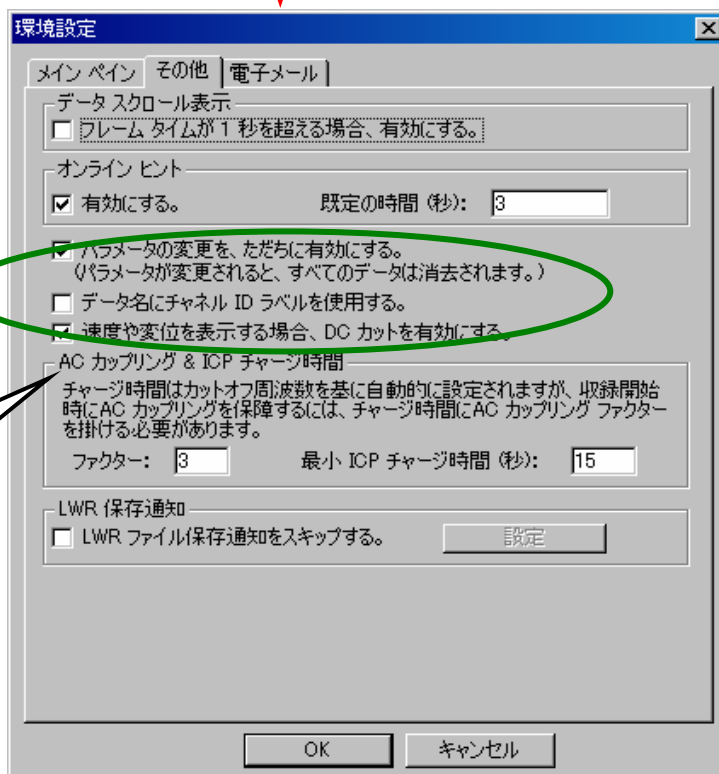 環境設定
メイン ペイン その他 電子メール
データ スクロール表示
フレーム タイムが 1 秒を超える場合、有効にする。
オンライン ヒント
有効にする。 既定の時間 (秒): 3
パラメータの変更を、ただちに有効にする。
(パラメータが変更されると、すべてのデータは消去されます。)
データ名にチャネル ID ラベルを使用する。
速度や変位を表示する場合、DC カットを有効にする。
AC カップリング & ICP チャージ時間
チャージ時間はカットオフ周波数を基に自動的に設定されますが、収録開始
時にAC カップリングを保障するには、チャージ時間にAC カップリング ファクター
を掛ける必要があります。
ファクター: 3 最小 ICP チャージ時間 (秒): 15
LWR 保存通知
LWR ファイル保存通知をスキップする。 設定
OK キャンセル